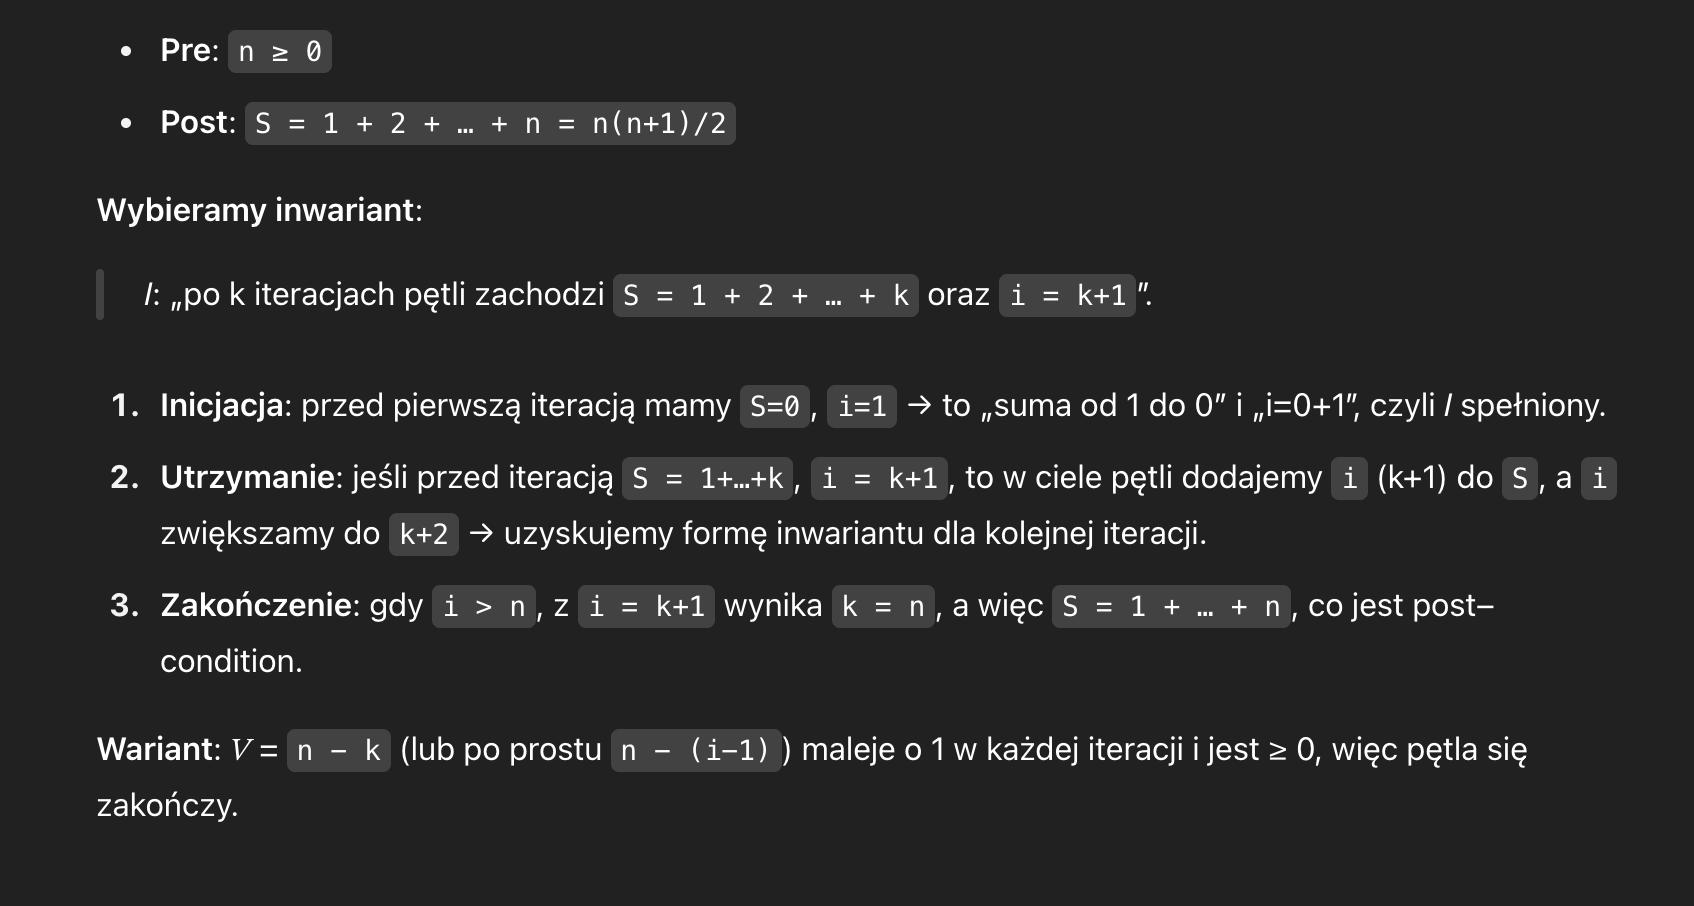 • Pre: n ≥ 0
• Post: S = 1 + 2 + … + n = n(n+1)/2
Wybieramy inwariant:
I: „po k iteracjach pętli zachodzi S = 1 + 2 + … + k oraz i = k+1”.
1. Inicjacja: przed pierwszą iteracją mamy S=0, i=1 → to „suma od 1 do 0” i „i=0+1”, czyli I spełniony.
2. Utrzymanie: jeśli przed iteracją S = 1+…+k, i = k+1, to w ciele pętli dodajemy i (k+1) do S, a i
zwiększamy do k+2 → uzyskujemy formę inwariantu dla kolejnej iteracji.
3. Zakończenie: gdy i > n, z i = k+1 wynika k = n, a więc S = 1 + … + n, co jest post–
condition.
Wariant: V = n − k (lub po prostu n − (i−1)) maleje o 1 w każdej iteracji i jest ≥ 0, więc pętla się
zakończy.